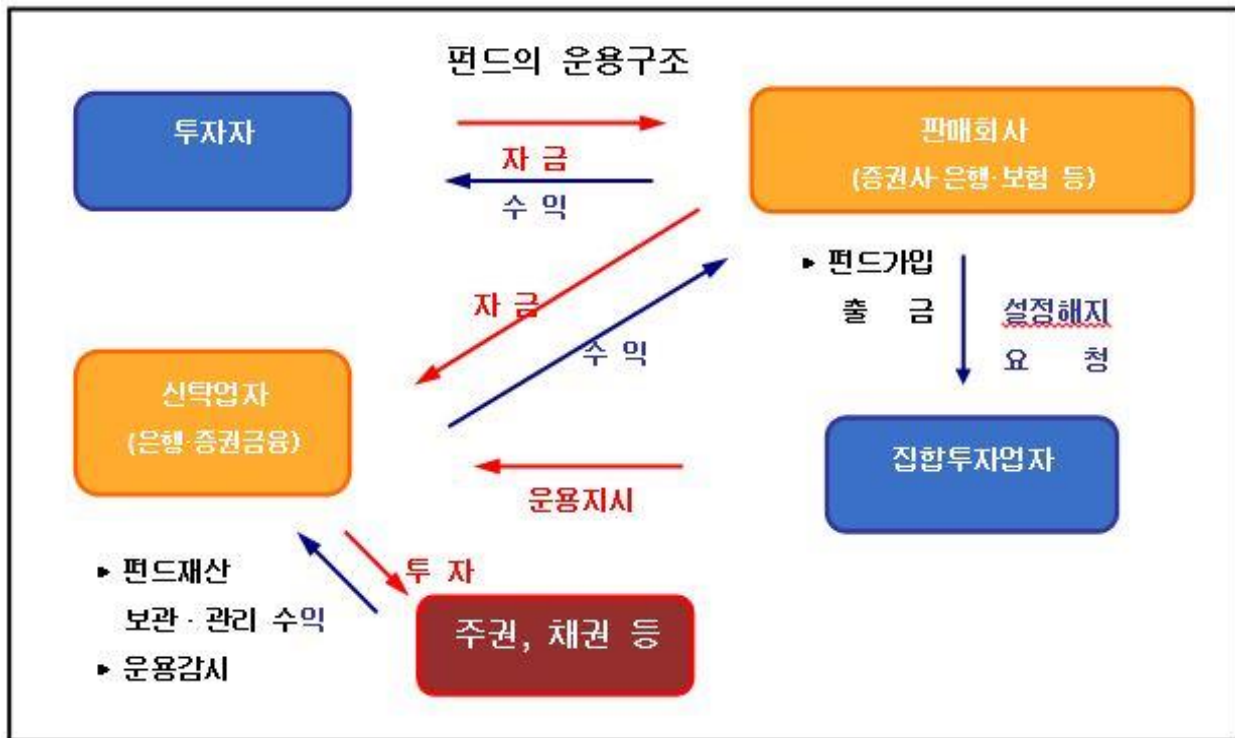 펀드의 운용구조
투자자
자 금
수 익
판매회사
(증권사·은행·보험 등)
자 금
수 익
▶ 펀드가입
출 금
설정해지
요 청
신탁업자
(은행·증권금융)
운용지시
집합투자업자
▶ 펀드재산
보관 · 관리 수익
▶ 운용감시
투 자
주권, 채권 등